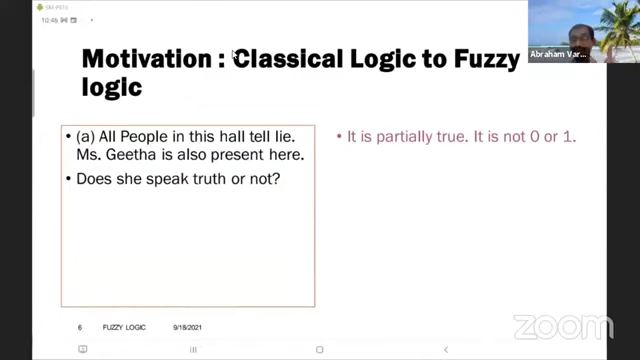 SM-P615
10:46
Abraham Var...
Motivation : Classical Logic to Fuzzy
logic
• (a) All People in this hall tell lie.
Ms. Geetha is also present here.
• Does she speak truth or not?
• It is partially true. It is not 0 or 1.
6 FUZZY LOGIC 9/18/2021
zoom